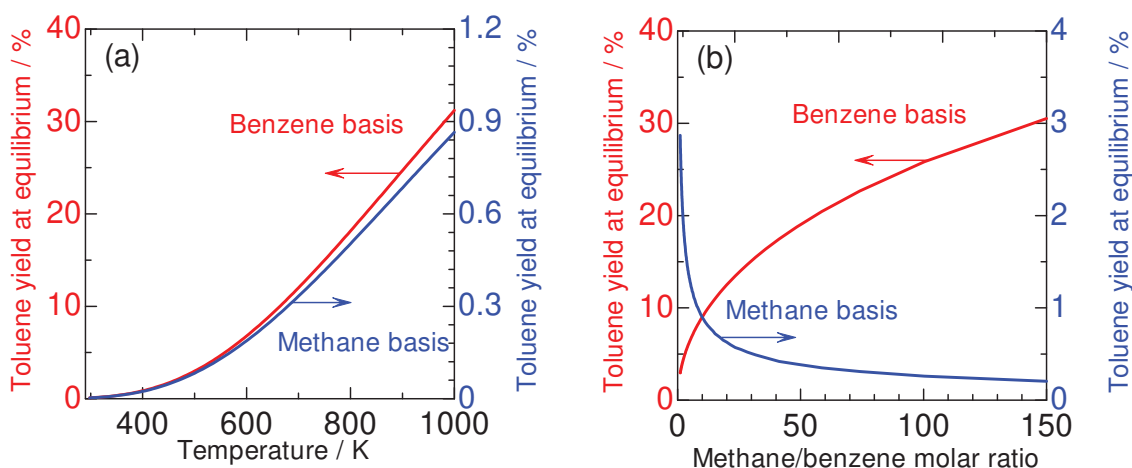 (a)
Toluene yield at equilibrium / %
40
30
20
10
0
Benzene basis
Methane basis
1.2
0.9
0.6
0.3
0
Toluene yield at equilibrium / %
400
600
800
1000
Temperature / K
(b)
Toluene yield at equilibrium / %
40
30
20
10
0
Benzene basis
Methane basis
4
3
2
1
0
Toluene yield at equilibrium / %
0
50
100
150
Methane/benzene molar ratio